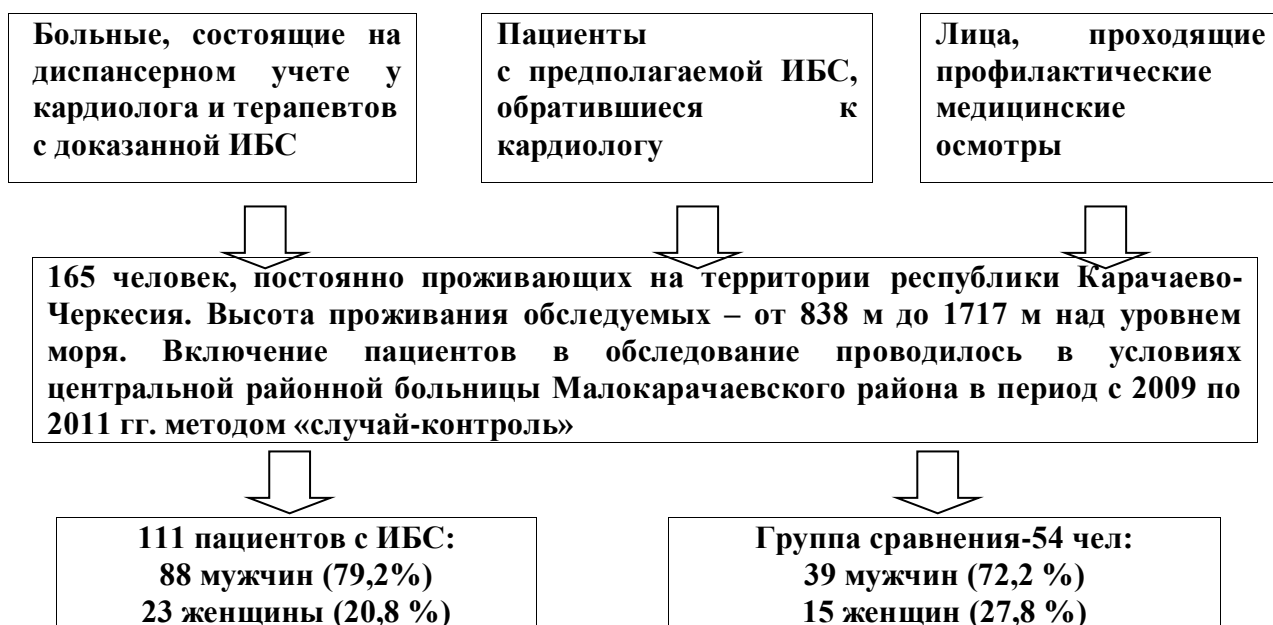 Больные, состоящие на
диспансерном учете у
кардиолога и терапевтов
с доказанной ИБС
Пациенты
с предполагаемой ИБС,
обратившиеся к
кардиологу
Лица, проходящие
профилактические
медицинские
осмотры
165 человек, постоянно проживающих на территории республики Карачаево-
Черкесия. Высота проживания обследуемых – от 838 м до 1717 м над уровнем
моря. Включение пациентов в обследование проводилось в условиях
центральной районной больницы Малокарачаевского района в период с 2009 по
2011 гг. методом «случай-контроль»
111 пациентов с ИБС:
88 мужчин (79,2%)
23 женщины (20,8 %)
Группа сравнения-54 чел:
39 мужчин (72,2 %)
15 женщин (27,8 %)